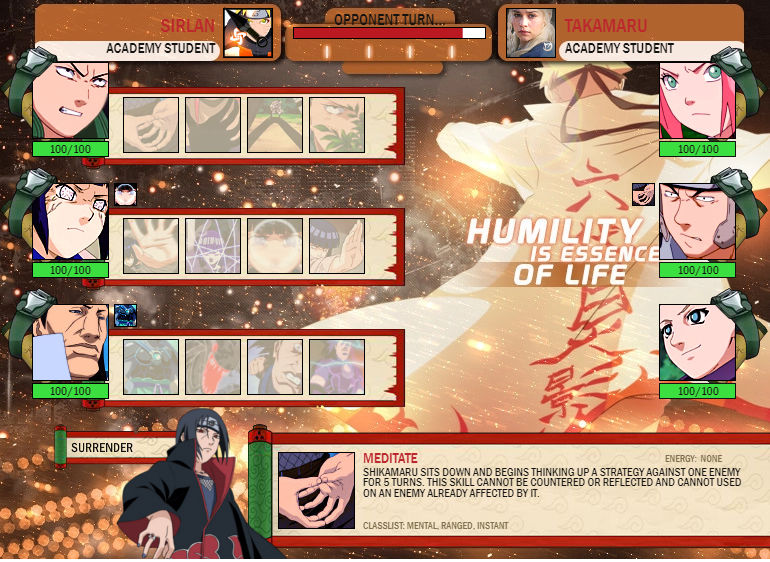 SIRLAN
ACADEMY STUDENT
OPPONENT TURN...
TAKAMARU
ACADEMY STUDENT
100/100
100/100
100/100
100/100
100/100
100/100
HUMILITY
IS ESSENCE
OF LIFE
六
影
SURRENDER
MEDITATE
ENERGY: NONE
SHIKAMARU SITS DOWN AND BEGINS THINKING UP A STRATEGY AGAINST ONE ENEMY
FOR 5 TURNS. THIS SKILL CANNOT BE COUNTERED OR REFLECTED AND CANNOT USED
ON AN ENEMY ALREADY AFFECTED BY IT.
CLASSLIST: MENTAL, RANGED, INSTANT